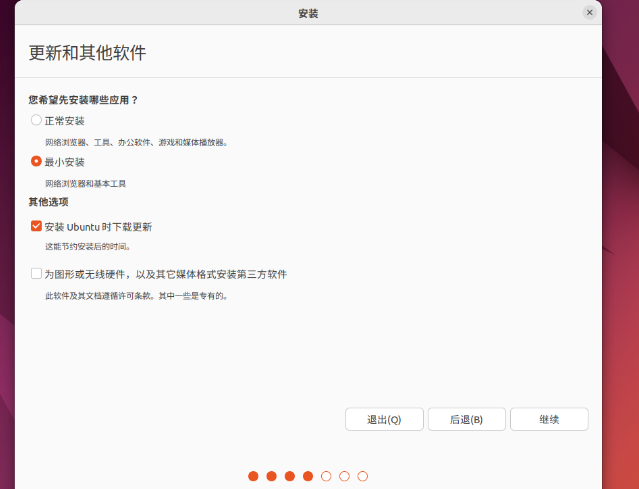 安装
更新和其他软件
您希望先安装哪些应用？
正常安装
网络浏览器、工具、办公软件、游戏和媒体播放器。
最小安装
网络浏览器和基本工具
其他选项
安装 Ubuntu 时下载更新
这能节约安装后的时间。
为图形或无线硬件，以及其它媒体格式安装第三方软件
此软件及其文档遵循许可条款。其中一些是专有的。
退出(Q) 后退(B) 继续